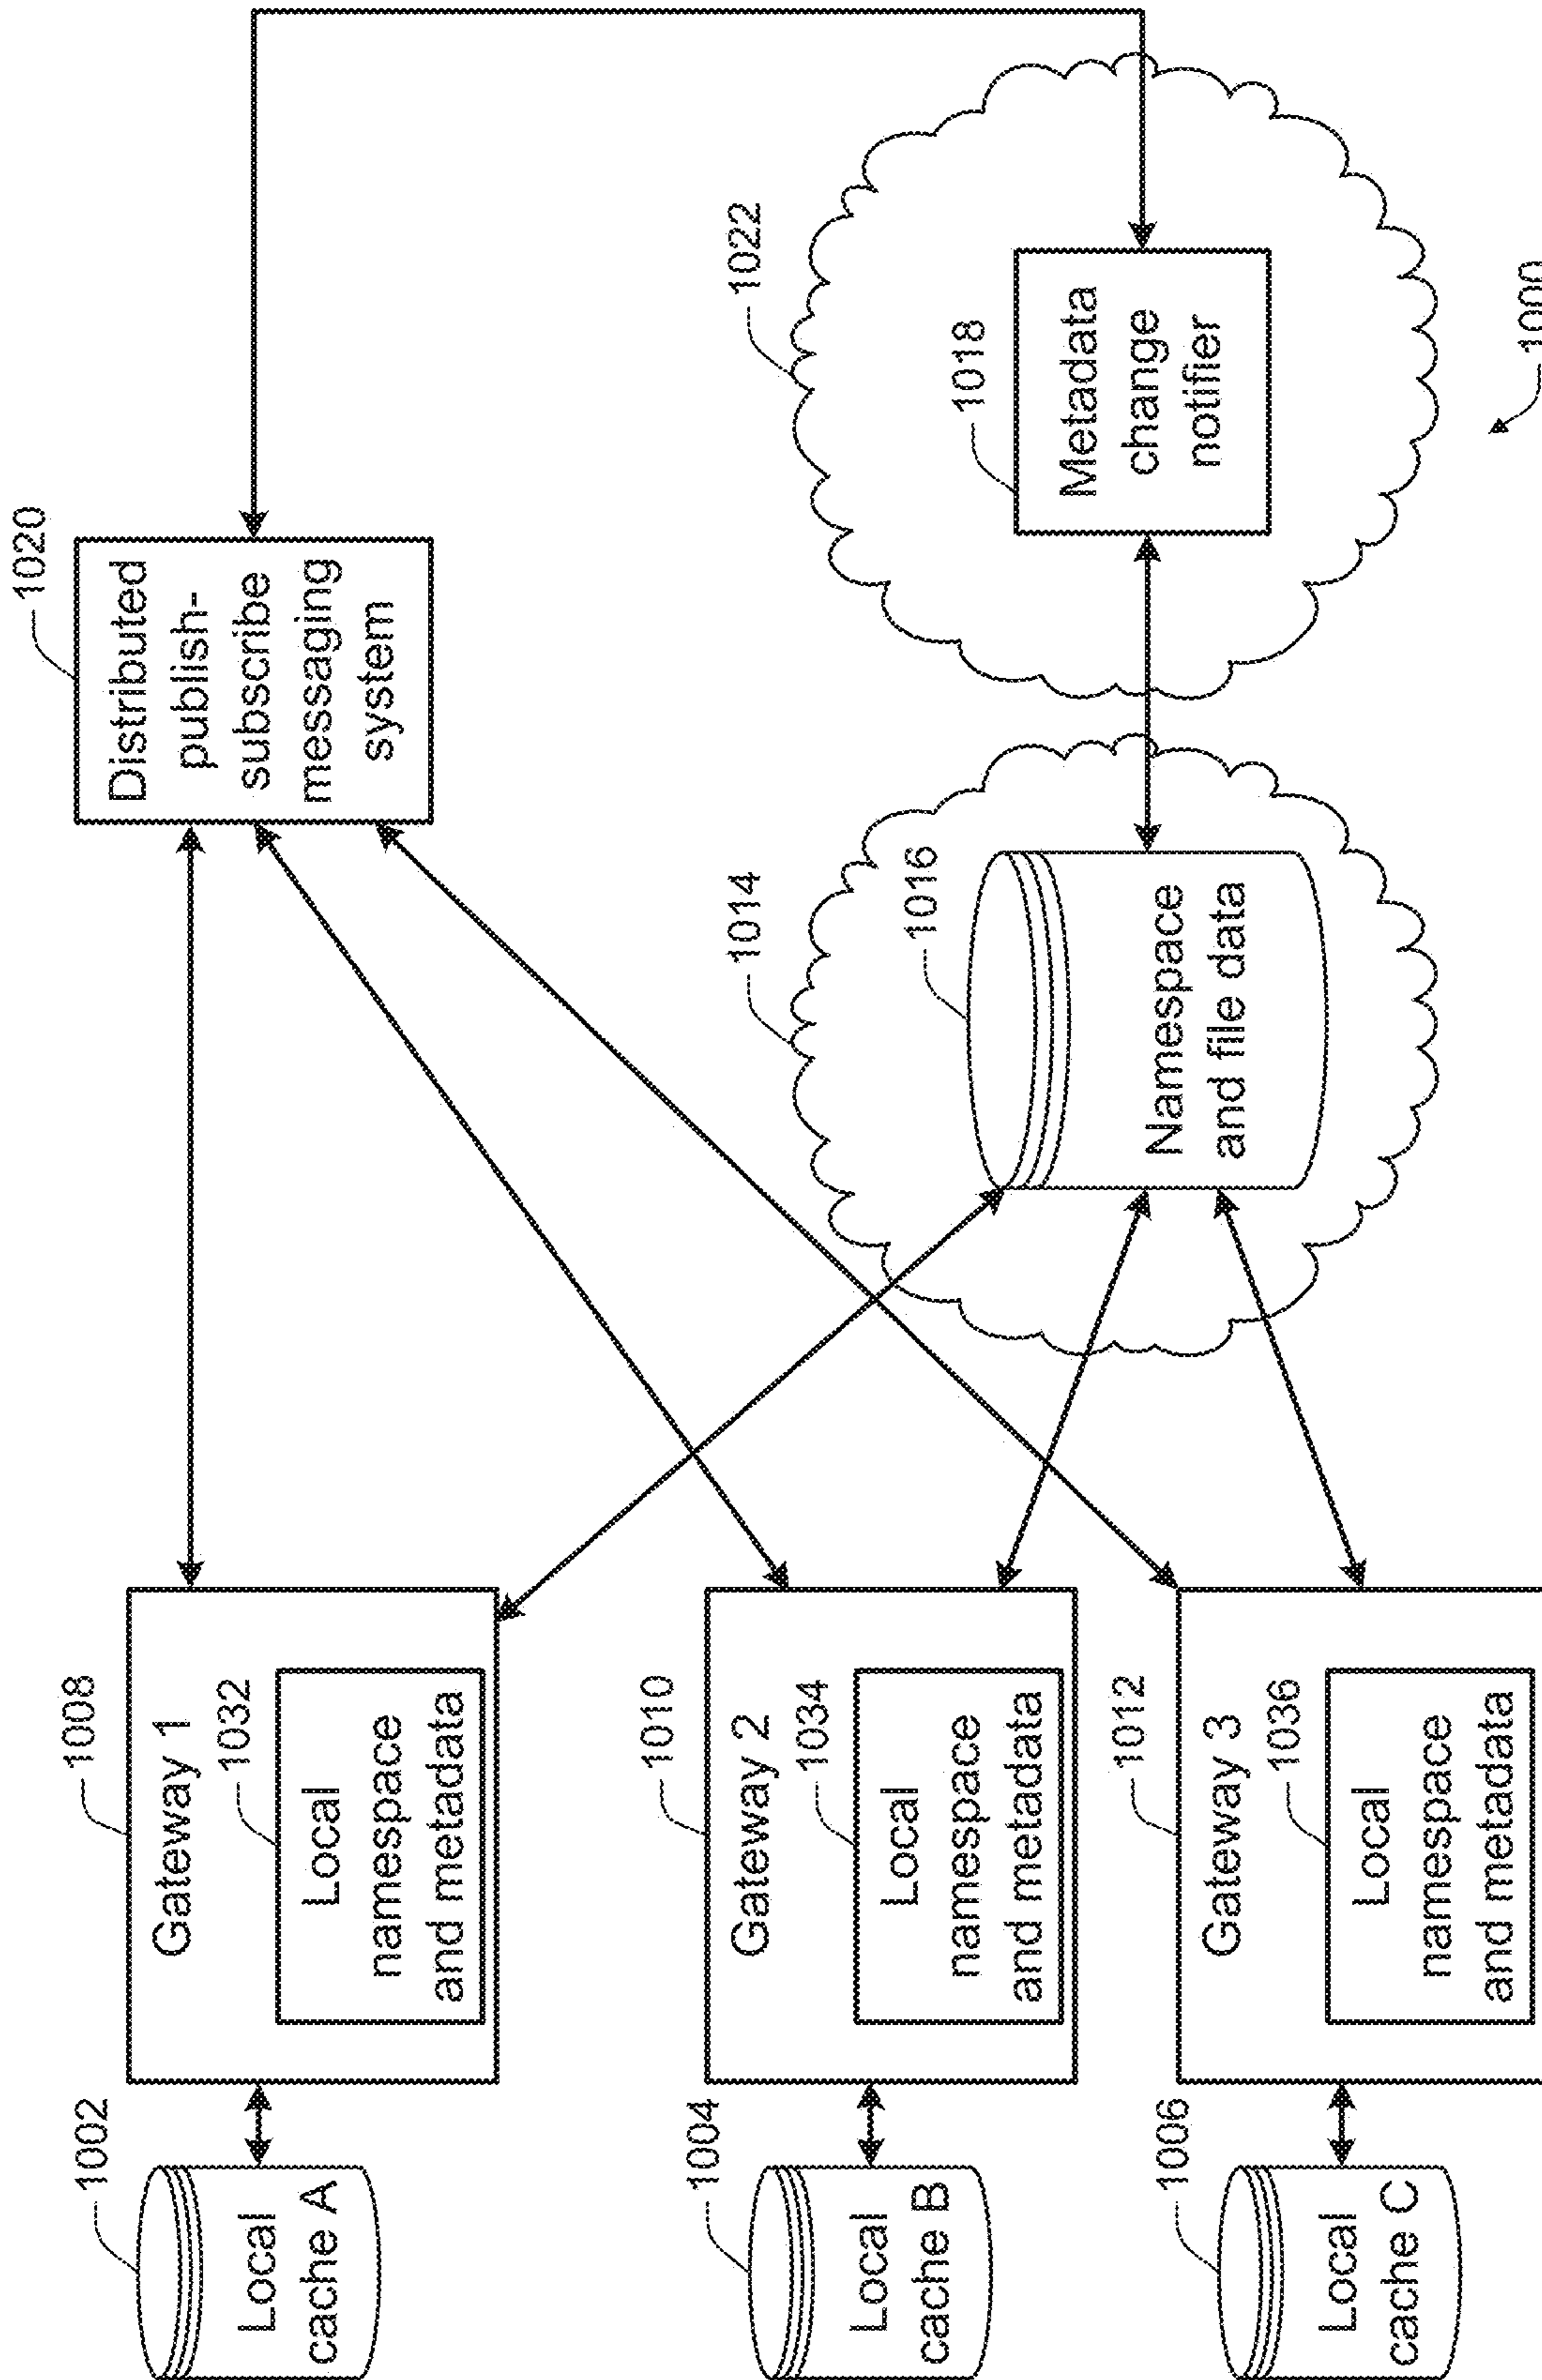 1002
Local
cache A
1008
Gateway 1
1032
Local
namespace
and metadata
1020
Distributed
publish-
subscribe
messaging
system
1004
Local
cache B
1010
Gateway 2
1034
Local
namespace
and metadata
1014
1016
Namespace
and file data
1022
1018
Metadata
change
notifier
1006
Local
cache C
1012
Gateway 3
1036
Local
namespace
and metadata
1000